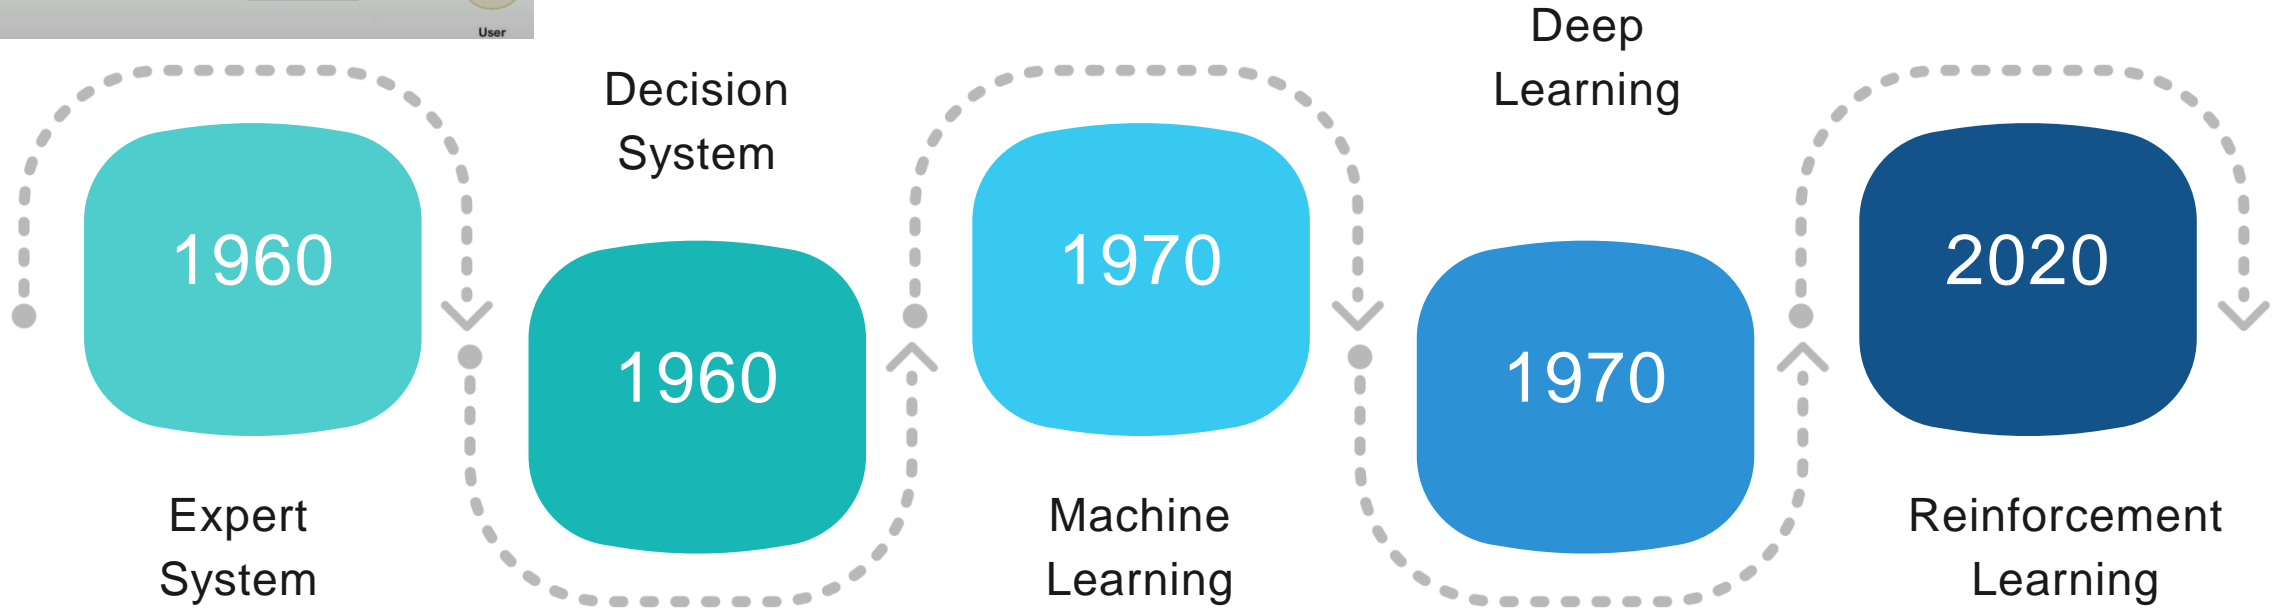 User
1960
Expert
System
Decision
System
1960
1970
Machine
Learning
Deep
Learning
1970
2020
Reinforcement
Learning